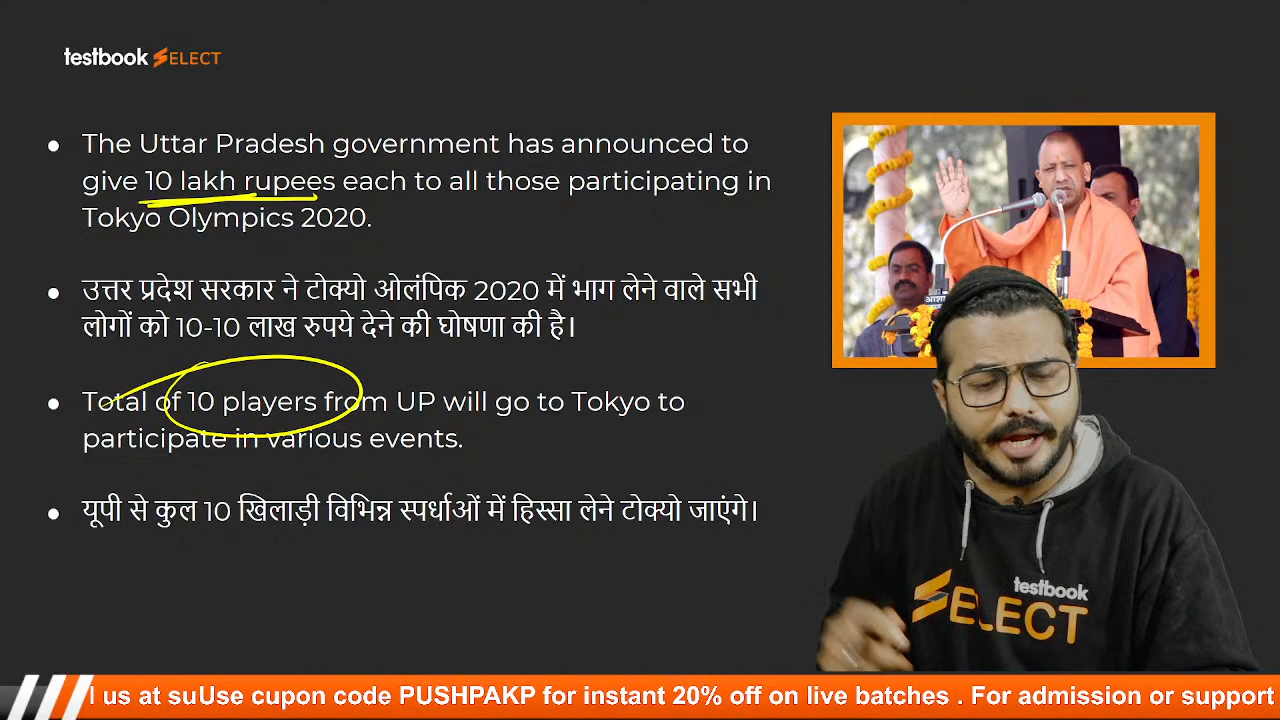 testbook SELECT
The Uttar Pradesh government has announced to
give 10 lakh rupees each to all those participating in
Tokyo Olympics 2020.
उत्तर प्रदेश सरकार ने टोक्यो ओलंपिक 2020 में भाग लेने वाले सभी
लोगों को 10-10 लाख रुपये देने की घोषणा की है।
Total of 10 players from UP will go to Tokyo to
participate in various events.
यूपी से कुल 10 खिलाड़ी विभिन्न स्पर्धाओं में हिस्सा लेने टोक्यो जाएंगे।
testbook
SELECT
us at suUse cupon code PUSHPAKP for instant 20% off on live batches . For admission or support